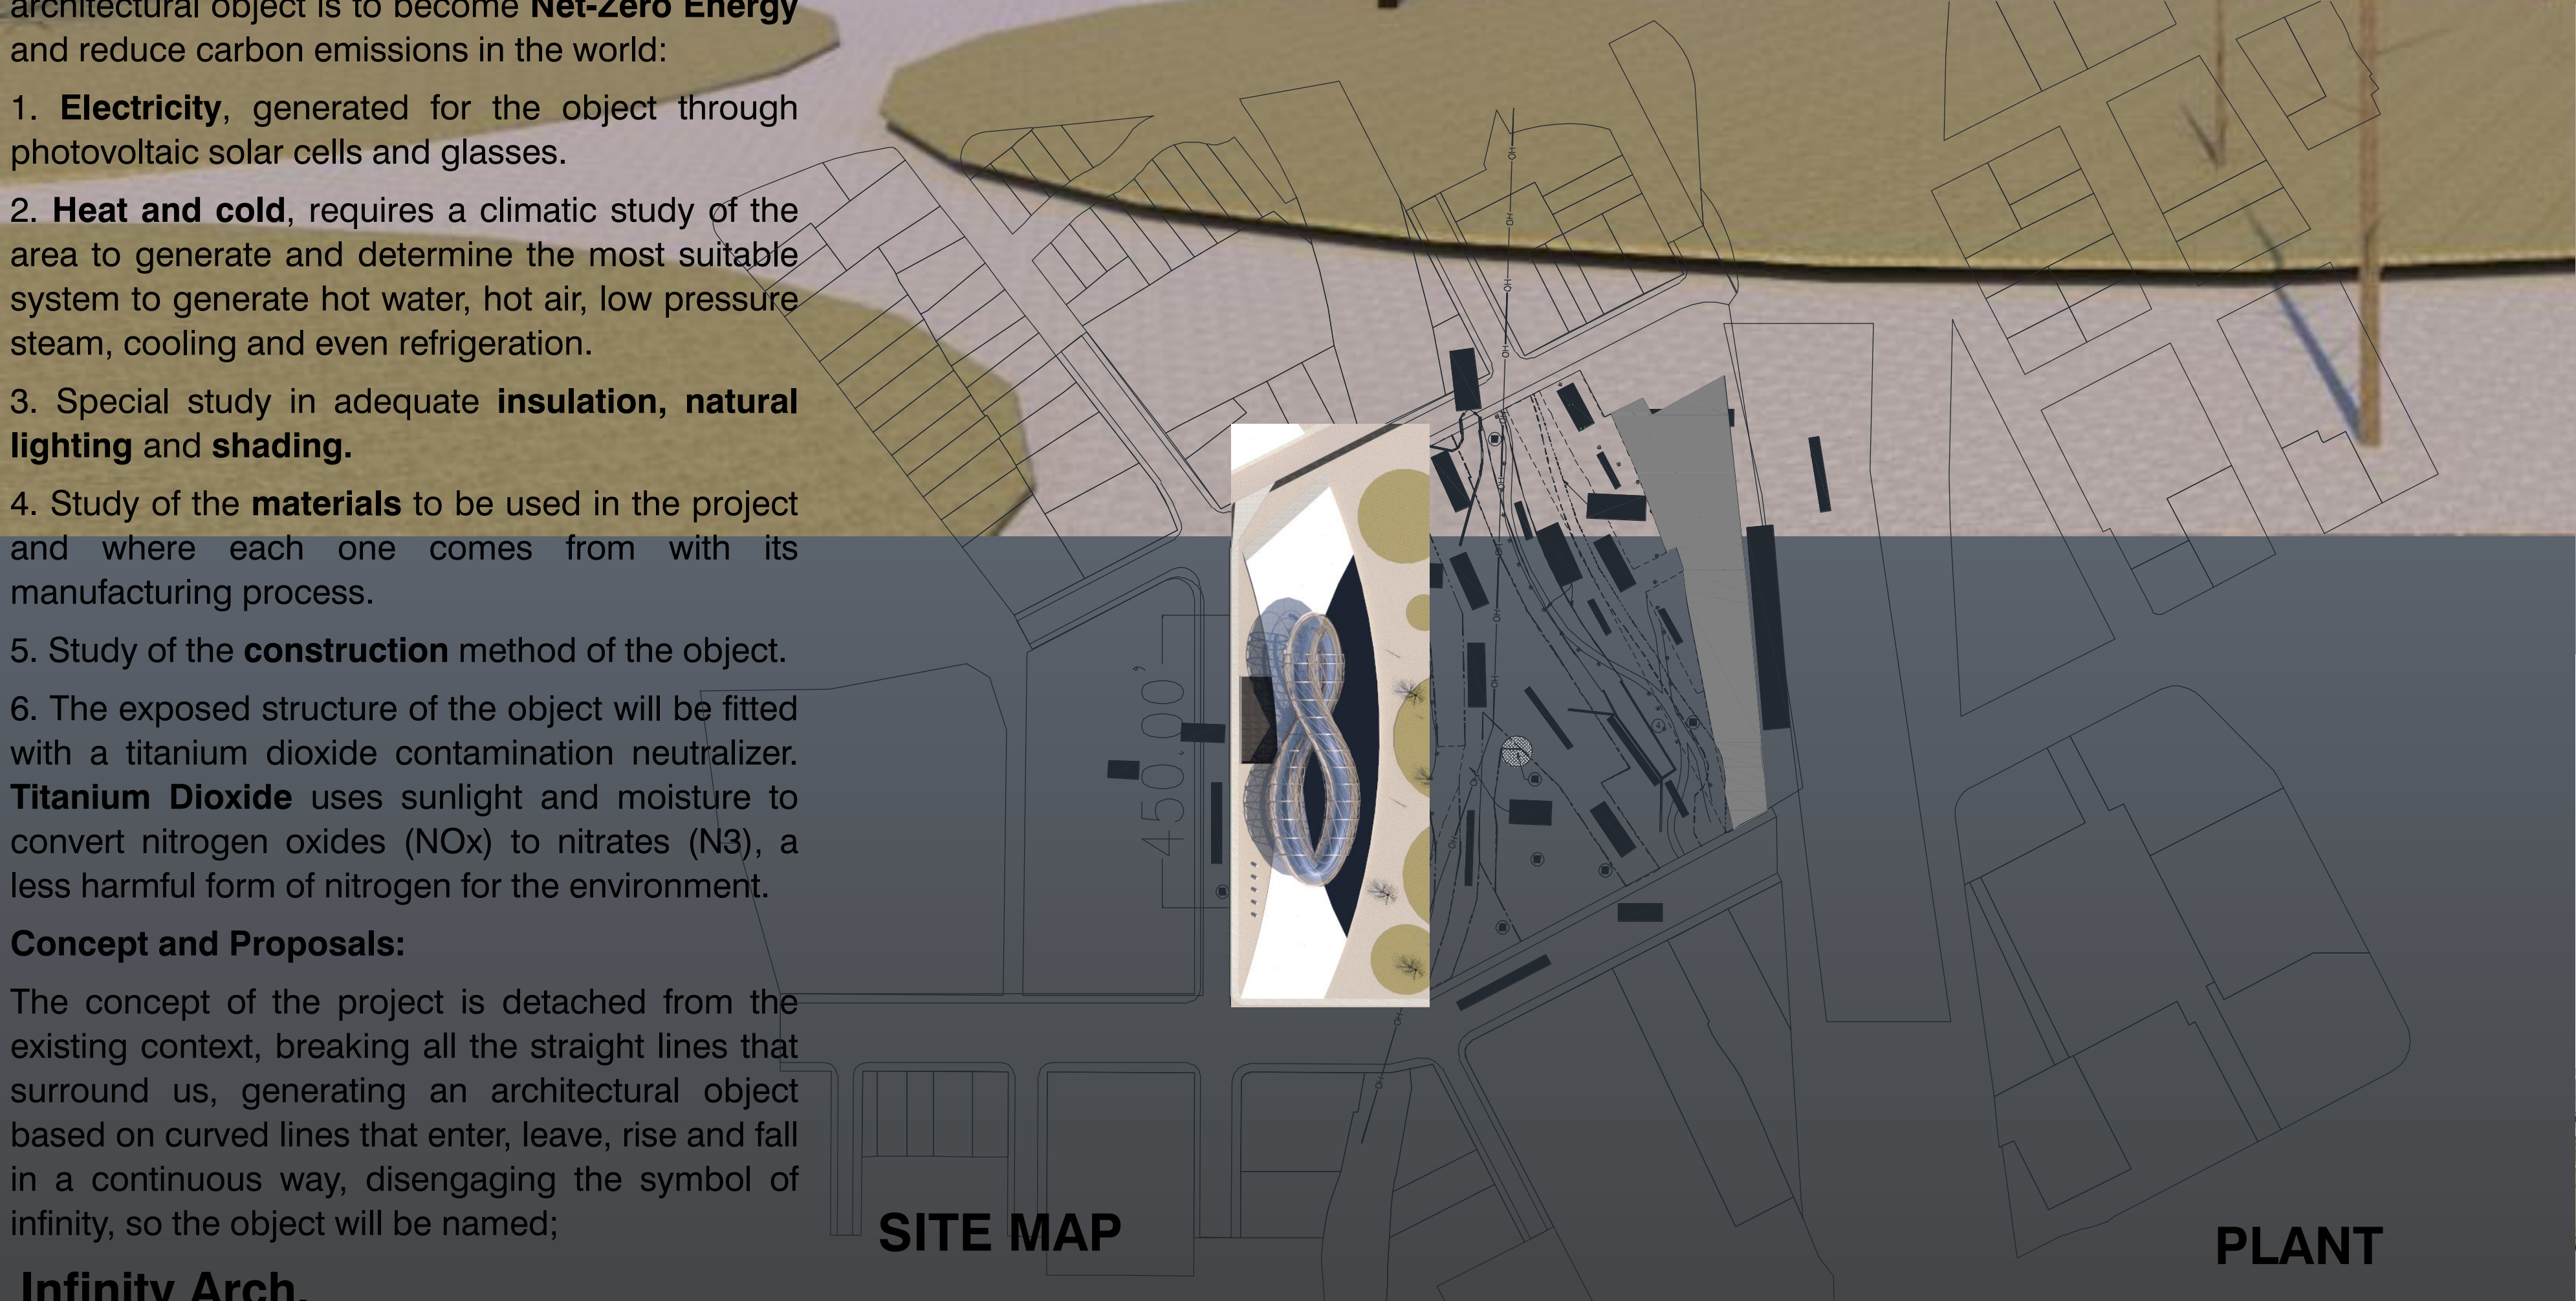 architectural object is to become Net-Zero Energy
and reduce carbon emissions in the world:
1. Electricity, generated for the object through
photovoltaic solar cells and glasses.
2. Heat and cold, requires a climatic study of the
area to generate and determine the most suitable
system to generate hot water, hot air, low pressure
steam, cooling and even refrigeration.
3. Special study in adequate insulation, natural
lighting and shading.
4. Study of the materials to be used in the project
and where each one comes from with its
manufacturing process.
5. Study of the construction method of the object.
6. The exposed structure of the object will be fitted
with a titanium dioxide contamination neutralizer.
Titanium Dioxide uses sunlight and moisture to
convert nitrogen oxides (NOx) to nitrates (N3), a
less harmful form of nitrogen for the environment.
Concept and Proposals:
The concept of the project is detached from the
existing context, breaking all the straight lines that
surround us, generating an architectural object
based on curved lines that enter, leave, rise and fall
in a continuous way, disengaging the symbol of
infinity, so the object will be named;
Infinity Arch.
450.00'
SITE MAP
PLANT